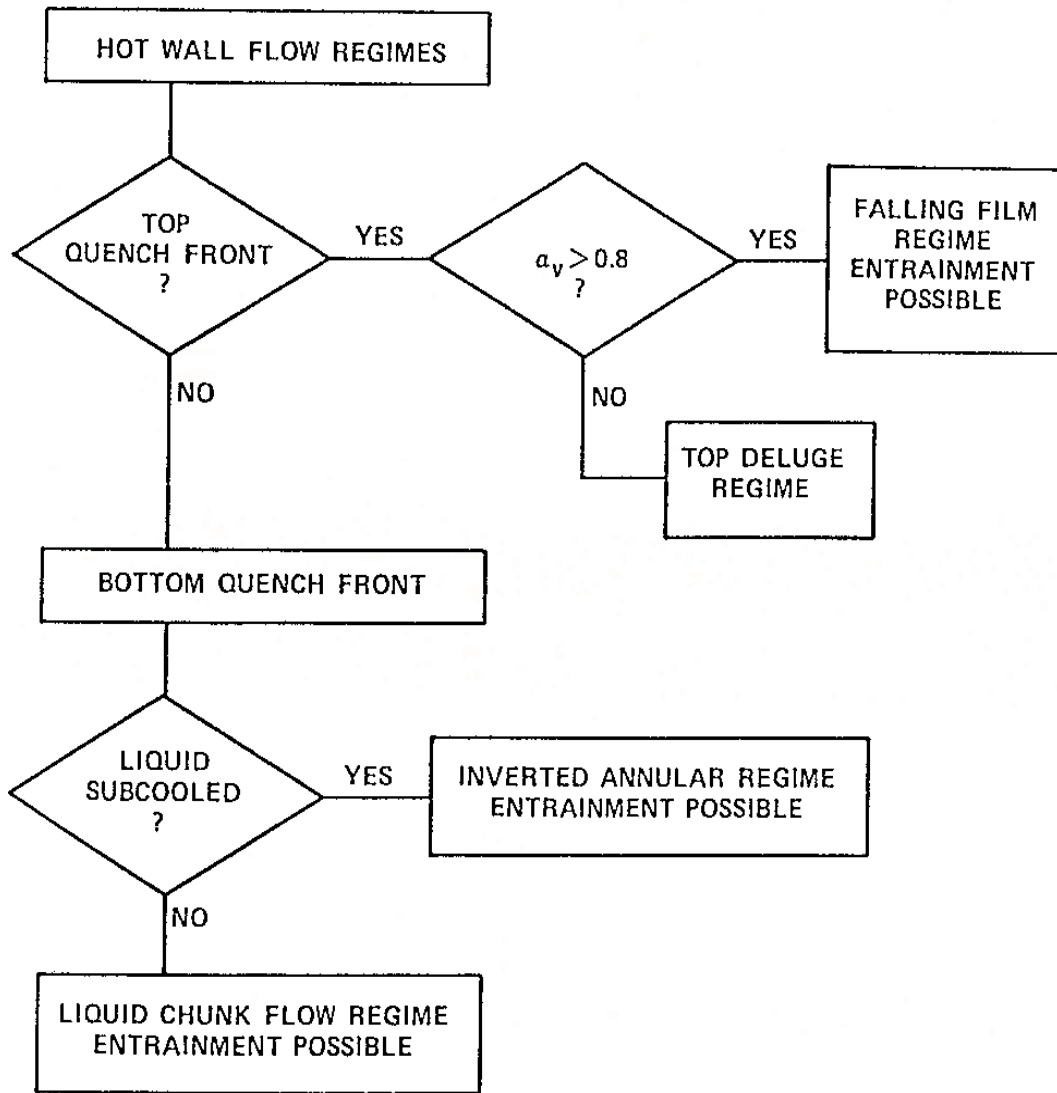 HOT WALL FLOW REGIMES
TOP
QUENCH FRONT
?
YES
αv > 0.8
?
YES
FALLING FILM
REGIME
ENTRAINMENT
POSSIBLE
NO
NO
TOP DELUGE
REGIME
BOTTOM QUENCH FRONT
LIQUID
SUBCOOLED
?
YES
INVERTED ANNULAR REGIME
ENTRAINMENT POSSIBLE
NO
LIQUID CHUNK FLOW REGIME
ENTRAINMENT POSSIBLE